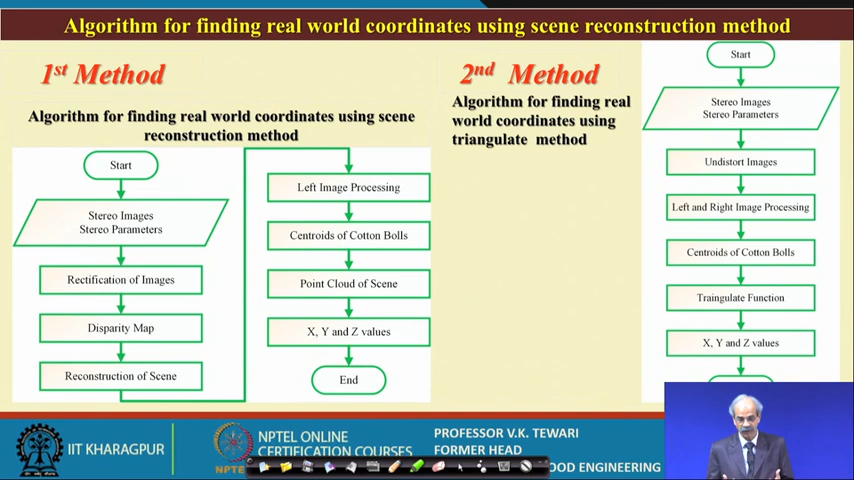 Algorithm for finding real world coordinates using scene reconstruction method
1st Method
Algorithm for finding real world coordinates using scene
reconstruction method
Start
Stereo Images
Stereo Parameters
Rectification of Images
Disparity Map
Reconstruction of Scene
Left Image Processing
Centroids of Cotton Bolls
Point Cloud of Scene
X, Y and Z values
End
2nd Method
Algorithm for finding real
world coordinates using
triangulate method
Start
Stereo Images
Stereo Parameters
Undistort Images
Left and Right Image Processing
Centroids of Cotton Bolls
Traingulate Function
X, Y and Z values
IIT KHARAGPUR
NPTEL
NPTEL ONLINE
CERTIFICATION COURSES
PROFESSOR V.K. TEWARI
FORMER HEAD
OOD ENGINEERING